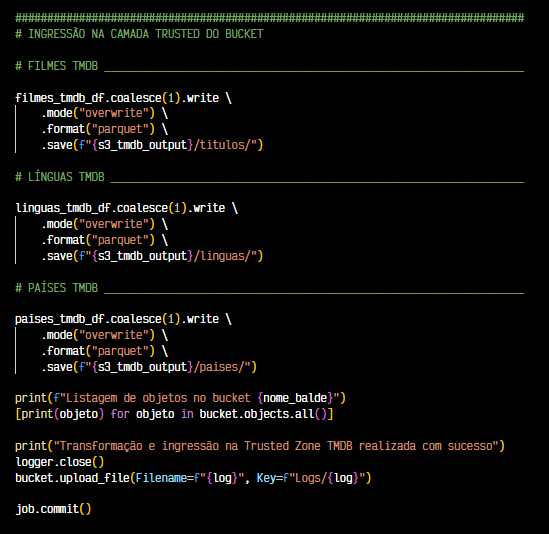 ################################################################################
# INGRESSÃO NA CAMADA TRUSTED DO BUCKET
# FILMES TMDB __________________________________________________________________
filmes_tmdb_df.coalesce(1).write \
.mode("overwrite") \
.format("parquet") \
.save(f"{s3_tmdb_output}/titulos/")
# LÍNGUAS TMDB _________________________________________________________________
linguas_tmdb_df.coalesce(1).write \
.mode("overwrite") \
.format("parquet") \
.save(f"{s3_tmdb_output}/linguas/")
# PAÍSES TMDB __________________________________________________________________
paises_tmdb_df.coalesce(1).write \
.mode("overwrite") \
.format("parquet") \
.save(f"{s3_tmdb_output}/paises/")
print(f"Listagem de objetos no bucket {nome_balde}")
[print(objeto) for objeto in bucket.objects.all()]
print("Transformação e ingressão na Trusted Zone TMDB realizada com sucesso")
logger.close()
bucket.upload_file(Filename=f"{log}", Key=f"Logs/{log}")
job.commit()